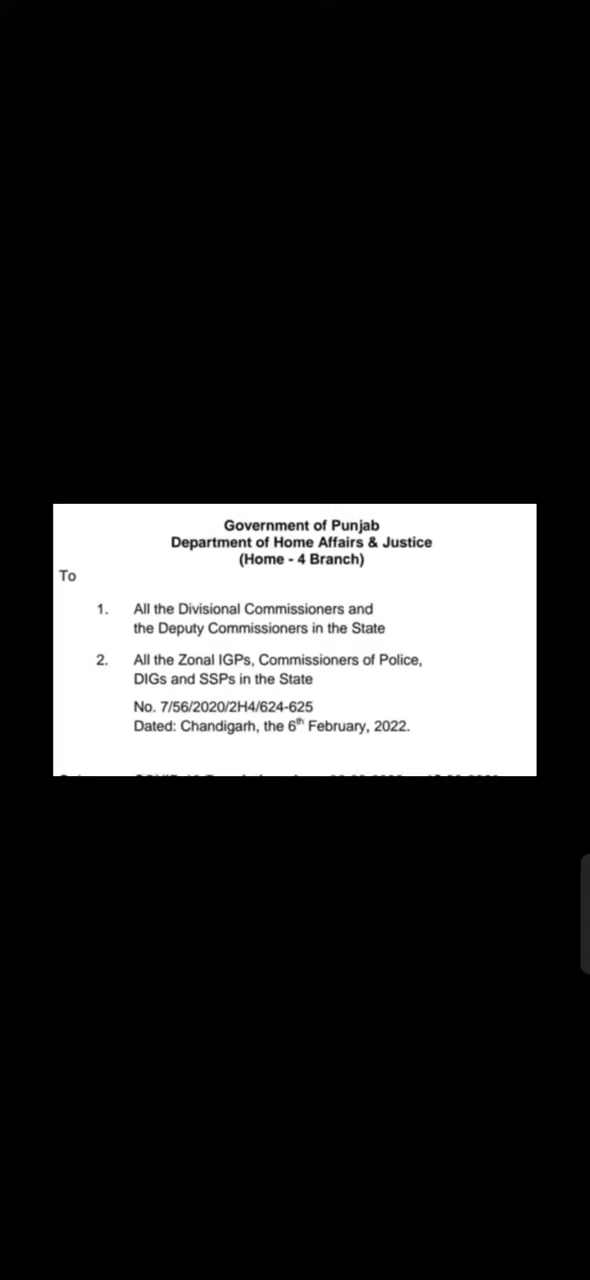 Government of Punjab
Department of Home Affairs & Justice
(Home - 4 Branch)
To
1. All the Divisional Commissioners and
the Deputy Commissioners in the State
2. All the Zonal IGPs, Commissioners of Police,
DIGs and SSPs in the State
No. 7/56/2020/2H4/624-625
Dated: Chandigarh, the 6th February, 2022.